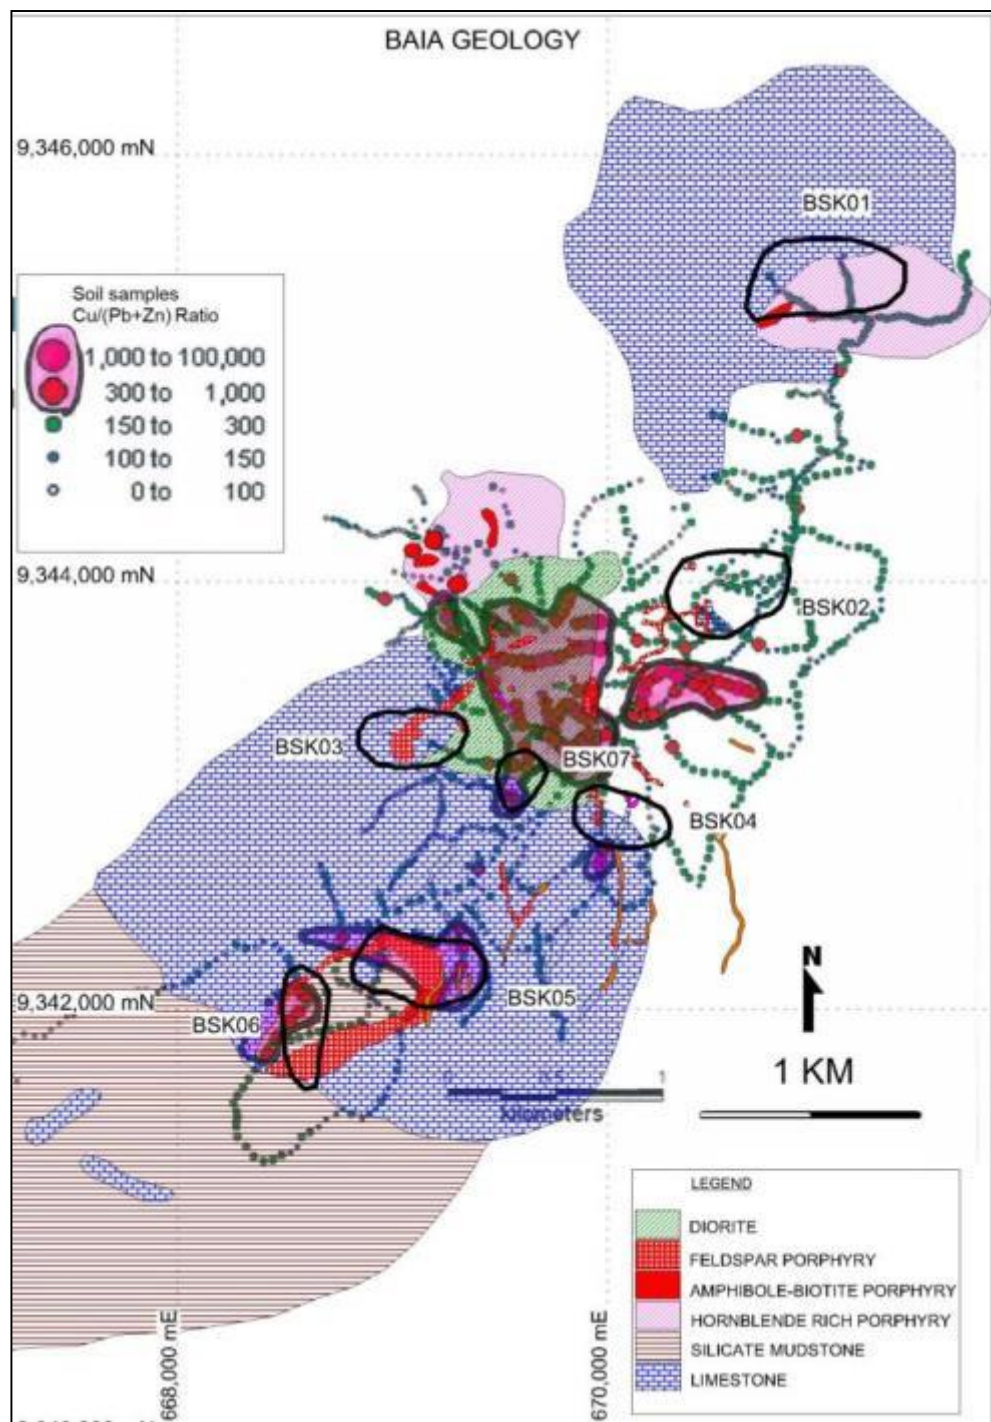 BAIA GEOLOGY
9,346,000 mN
BSK01
Soil samples
Cu/(Pb+Zn) Ratio
1,000 to 100,000
300 to 1,000
150 to 300
100 to 150
0 to 100
9,344,000 mN
BSK02
BSK03
BSK07
BSK04
N
9,342,000 mN
BSK05
BSK06
1 KM
0 0.5 1
kilometers
LEGEND
DIORITE
FELDSPAR PORPHYRY
AMPHIBOLE-BIOTITE PORPHYRY
HORNBLENDE RICH PORPHYRY
SILICATE MUDSTONE
LIMESTONE
668,000 mE
670,000 mE